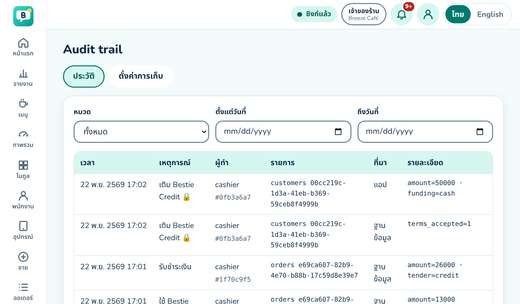 B
ซิงก์แล้ว
เจ้าของร้าน
Breeze Café
9+
ไทย
English
หน้าแรก
รายงาน
เมนู
ภาพรวม
โมดูล
พนักงาน
อุปกรณ์
ขาย
ออเดอร์
Audit trail
ประวัติ
ตั้งค่าการเก็บ
หมวด
ตั้งแต่วันที่
ถึงวันที่
ทั้งหมด
mm/dd/yyyy
mm/dd/yyyy
เวลา
เหตุการณ์
ผู้ทำ
รายการ
ที่มา
รายละเอียด
22 พ.ย. 2569 17:02
เติม Bestie
Credit 🔒
cashier
#0fb3a6a7
customers 00cc219c-
1d3a-41eb-b369-
59ceb8f4999b
แอป
amount=50000 ·
funding=cash
22 พ.ย. 2569 17:02
เติม Bestie
Credit 🔒
cashier
#0fb3a6a7
customers 00cc219c-
1d3a-41eb-b369-
59ceb8f4999b
ฐาน
ข้อมูล
terms_accepted=1
22 พ.ย. 2569 17:01
รับชำระเงิน
cashier
#1f70c9f5
orders e69ca607-82b9-
4e70-b88b-17c59d8e39e7
ฐาน
ข้อมูล
amount=26000 ·
tender=credit
22 พ.ย. 2569 17:01
ใช้ Bestie
cashier
orders e69ca607-82b9-
ฐาน
amount=13000